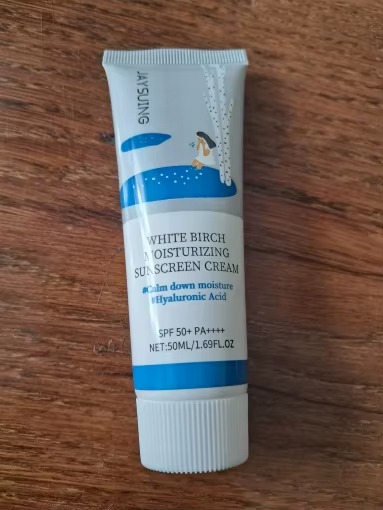 JAYSUING
WHITE BIRCH
MOISTURIZING
SUNSCREEN CREAM
#Calm down moisture
#Hyaluronic Acid
SPF 50+ PA++++
NET:50ML/1.69FL.OZ